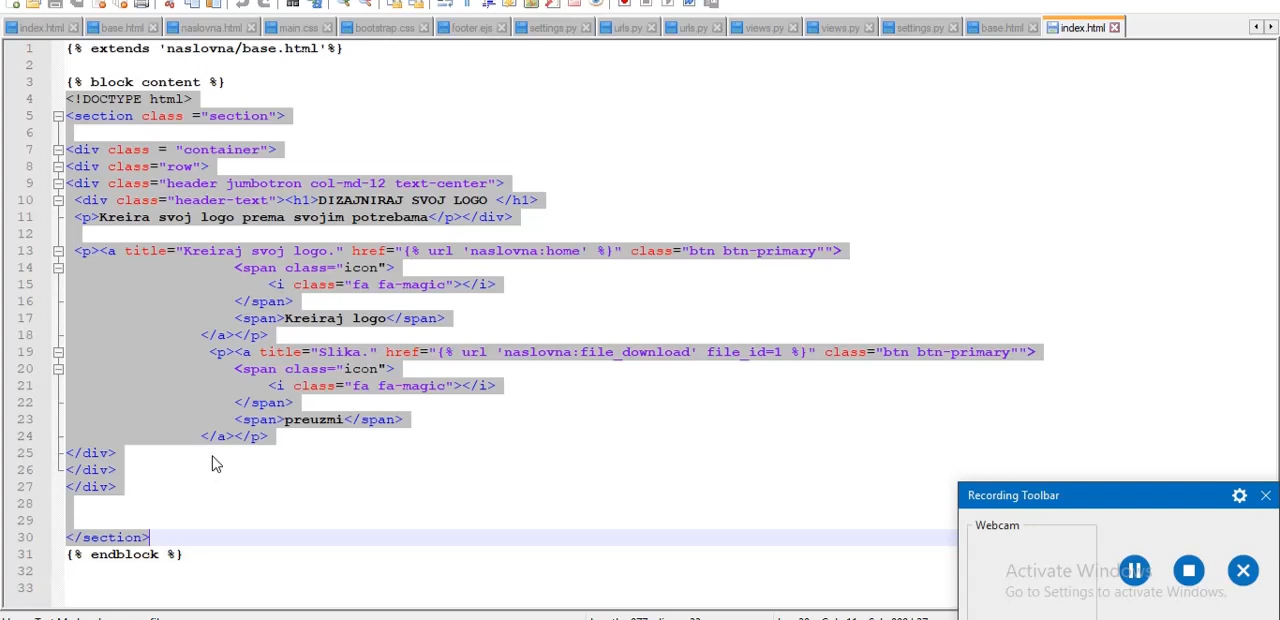 index.html base.html naslovna.html main.css bootstrap.css footer.ejs settings.py urls.py urls.py views.py views.py settings.py base.html index.html
1 {% extends 'naslovna/base.html'%}
2
3 {% block content %}
4 <!DOCTYPE html>
5 <section class ="section">
6
7 <div class = "container">
8 <div class="row">
9 <div class="header jumbotron col-md-12 text-center">
10 <div class="header-text"><h1>DIZAJNIRAJ SVOJ LOGO </h1>
11 <p>Kreira svoj logo prema svojim potrebama</p></div>
12
13 <p><a title="Kreiraj svoj logo." href="{% url 'naslovna:home' %}" class="btn btn-primary"">
14 <span class="icon">
15 <i class="fa fa-magic"></i>
16 </span>
17 <span>Kreiraj logo</span>
18 </a></p>
19 <p><a title="Slika." href="{% url 'naslovna:file_download' file_id=1 %}" class="btn btn-primary"">
20 <span class="icon">
21 <i class="fa fa-magic"></i>
22 </span>
23 <span>preuzmi</span>
24 </a></p>
25 </div>
26 </div>
27 </div>
28
29
30 </section>
31 {% endblock %}
32
33
Recording Toolbar
Webcam
Activate Windows
Go to Settings to activate Windows.